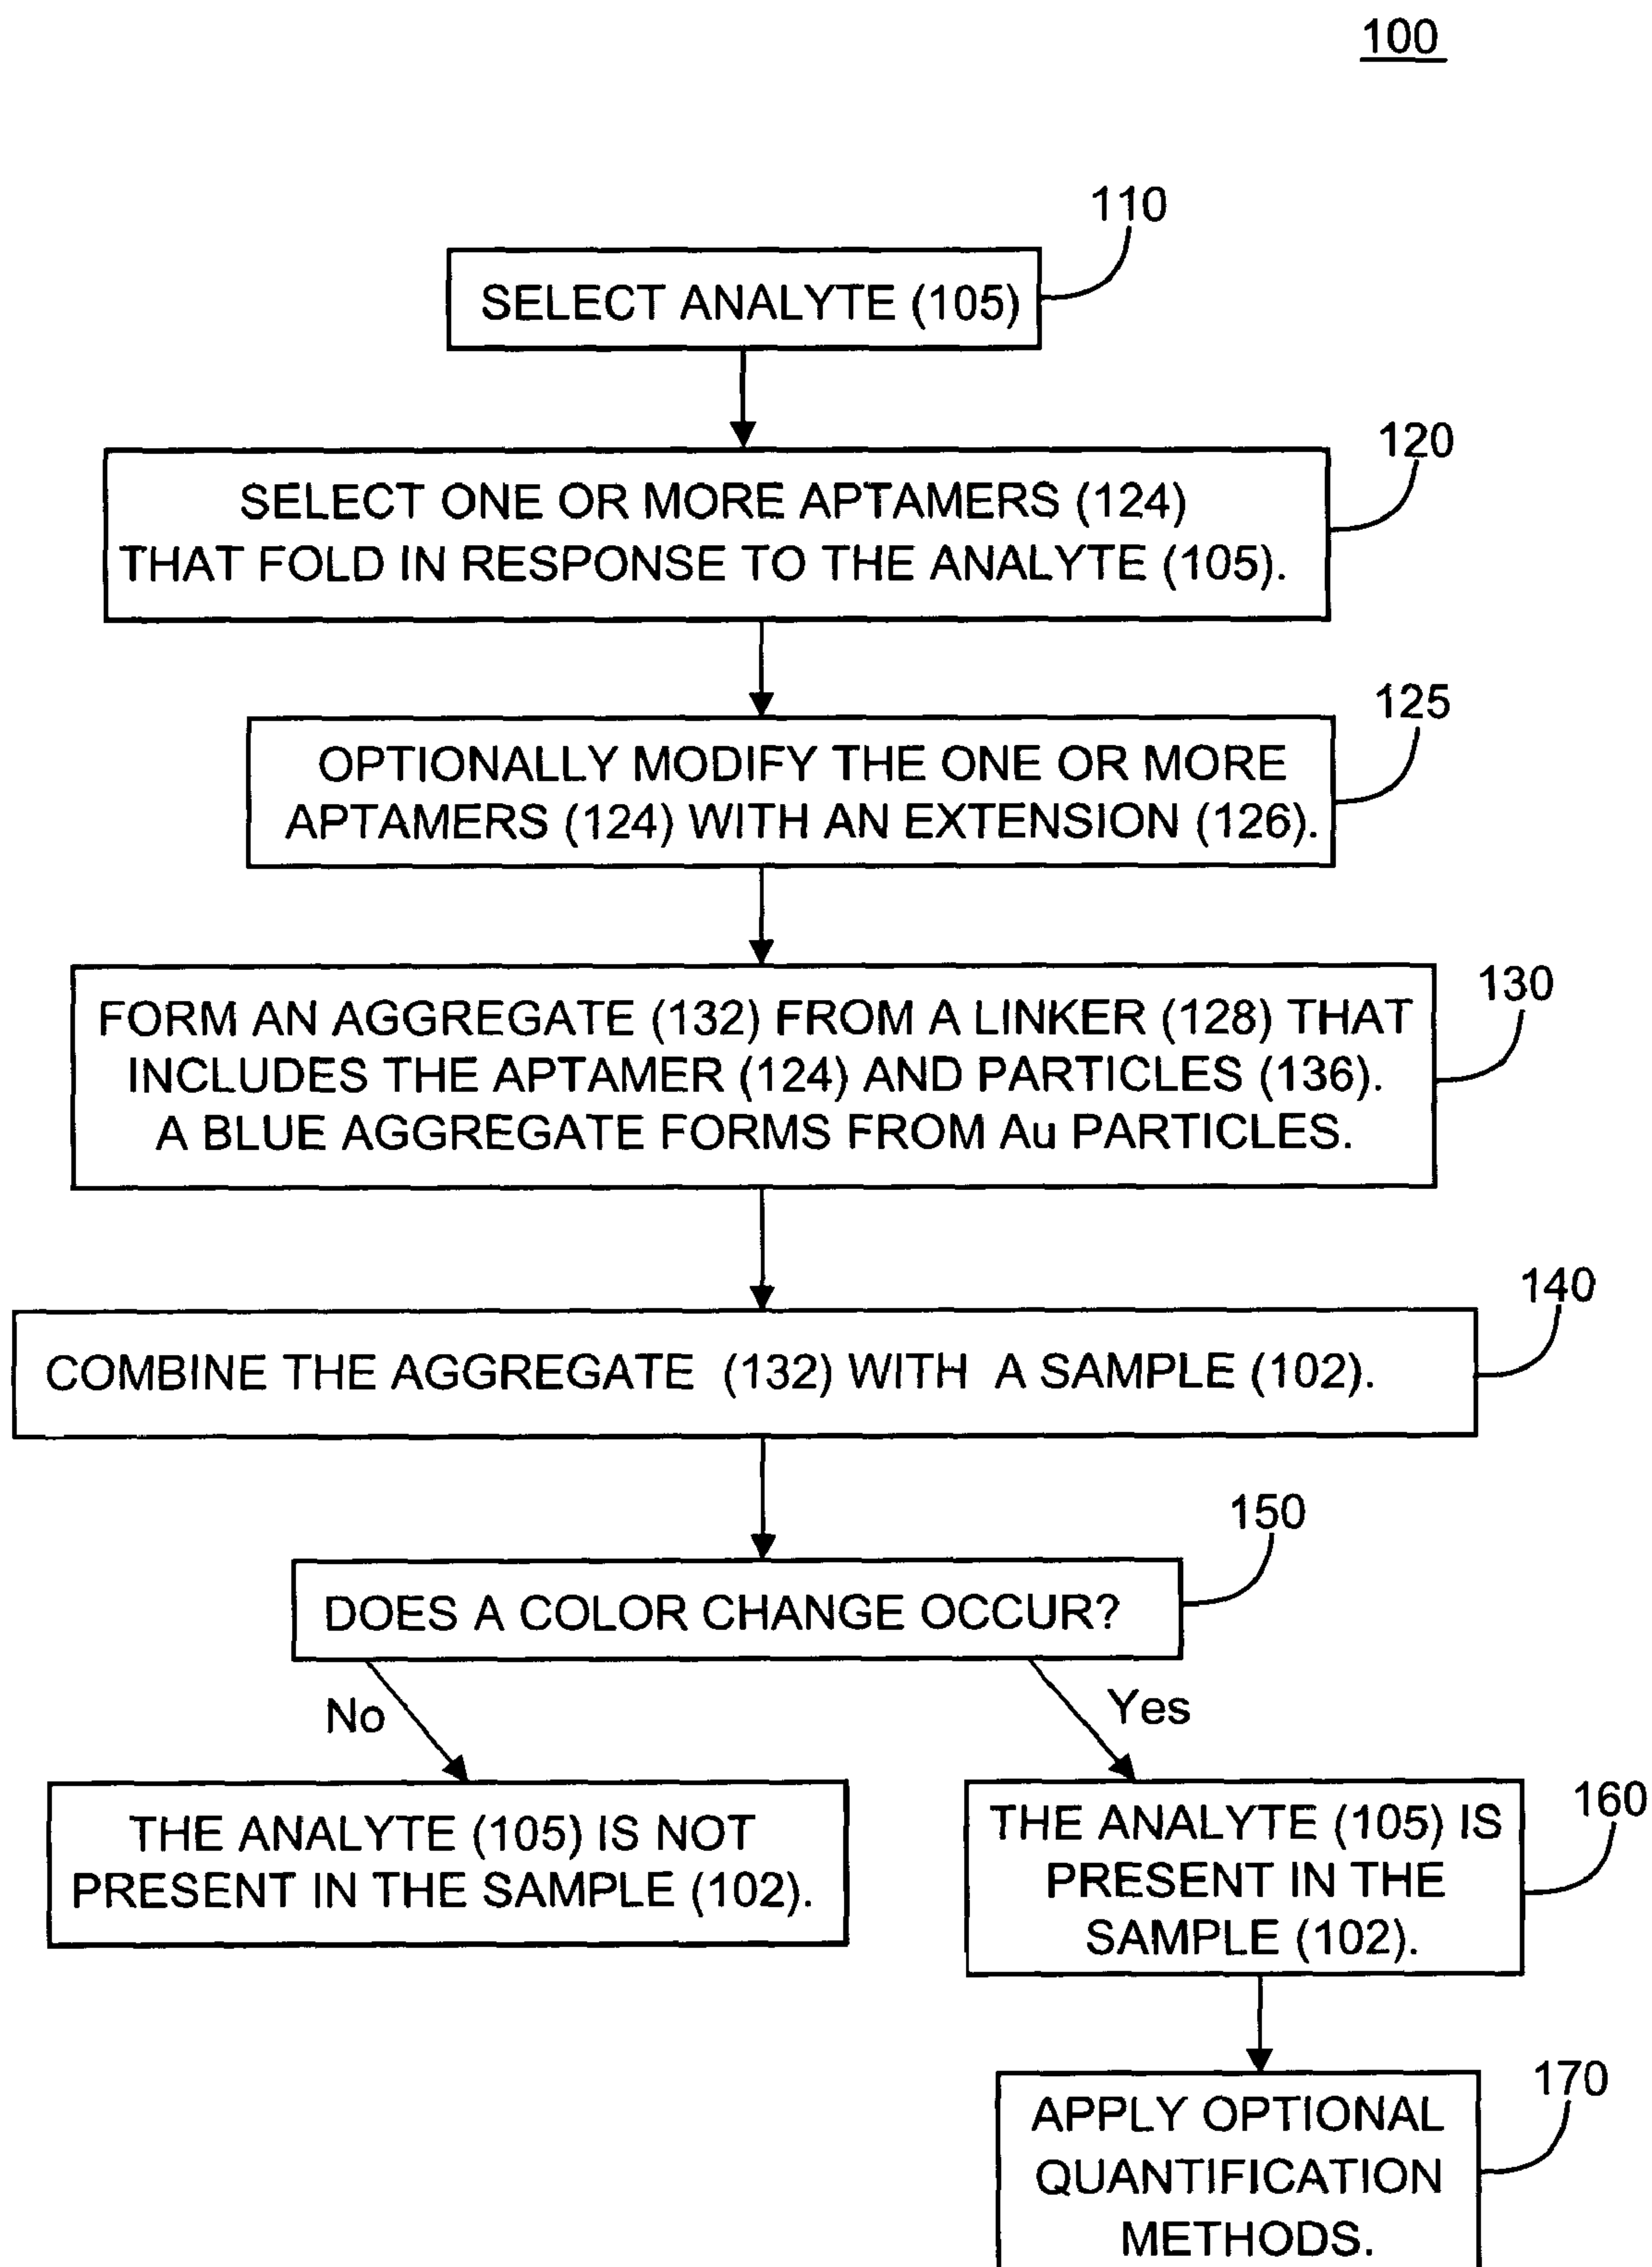 100
110
SELECT ANALYTE (105)
120
SELECT ONE OR MORE APTAMERS (124)
THAT FOLD IN RESPONSE TO THE ANALYTE (105).
125
OPTIONALLY MODIFY THE ONE OR MORE
APTAMERS (124) WITH AN EXTENSION (126).
130
FORM AN AGGREGATE (132) FROM A LINKER (128) THAT
INCLUDES THE APTAMER (124) AND PARTICLES (136).
A BLUE AGGREGATE FORMS FROM Au PARTICLES.
140
COMBINE THE AGGREGATE (132) WITH A SAMPLE (102).
150
DOES A COLOR CHANGE OCCUR?
No
Yes
THE ANALYTE (105) IS NOT
PRESENT IN THE SAMPLE (102).
160
THE ANALYTE (105) IS
PRESENT IN THE
SAMPLE (102).
170
APPLY OPTIONAL
QUANTIFICATION
METHODS.